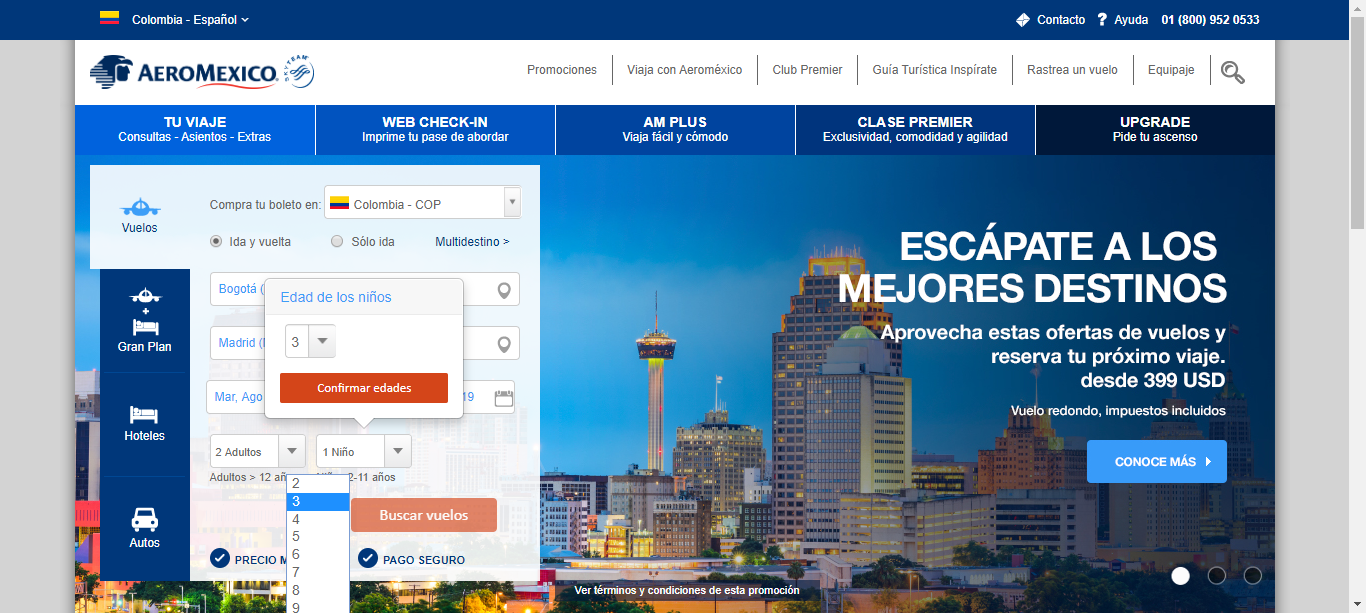 Colombia - Español
Contacto
Ayuda
01 (800) 952 0533
AEROMEXICO.
SKYTEAM
Promociones
Viaja con Aeroméxico
Club Premier
Guía Turística Inspírate
Rastrea un vuelo
Equipaje
TU VIAJE
Consultas - Asientos - Extras
WEB CHECK-IN
Imprime tu pase de abordar
AM PLUS
Viaja fácil y cómodo
CLASE PREMIER
Exclusividad, comodidad y agilidad
UPGRADE
Pide tu ascenso
Vuelos
+
Gran Plan
Hoteles
Autos
Compra tu boleto en:
Colombia - COP
Ida y vuelta
Sólo ida
Multidestino >
Bogotá (
Edad de los niños
Madrid (
3
Confirmar edades
Mar, Ago
19
2 Adultos
1 Niño
Adultos > 12 añ
2-11 años
2
3
4
5
6
7
8
9
Buscar vuelos
PRECIO M
PAGO SEGURO
ESCÁPATE A LOS
MEJORES DESTINOS
Aprovecha estas ofertas de vuelos y
reserva tu próximo viaje.
desde 399 USD
Vuelo redondo, impuestos incluidos
CONOCE MÁS
Ver términos y condiciones de esta promoción